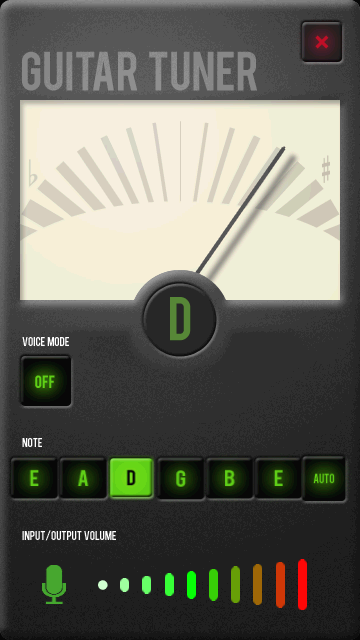 GUITAR TUNER
♭ ♯
D
VOICE MODE
OFF
NOTE
E A D G B E AUTO
INPUT/OUTPUT VOLUME